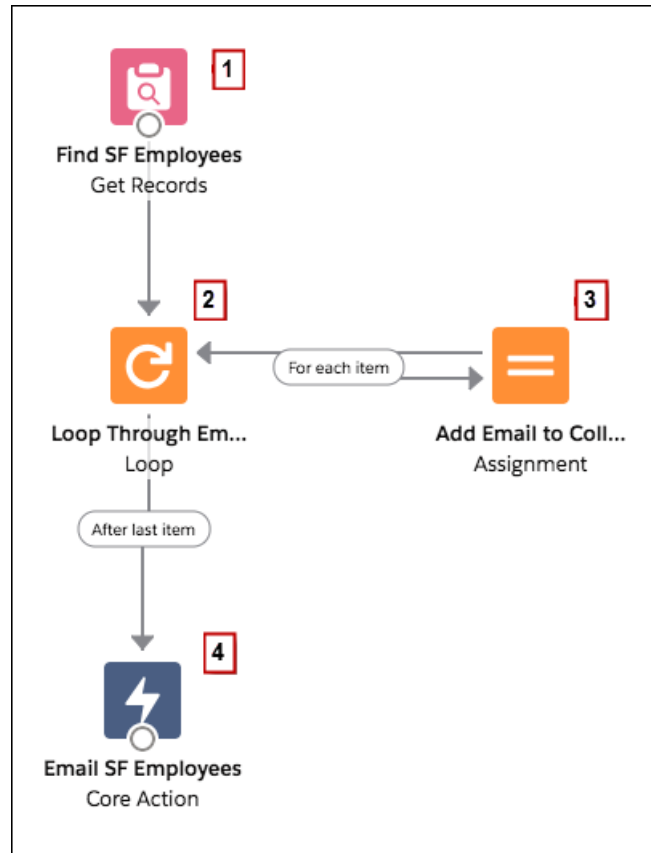 1
Find SF Employees
Get Records
2
3
For each item
Loop Through Em...
Loop
Add Email to Coll...
Assignment
After last item
4
Email SF Employees
Core Action